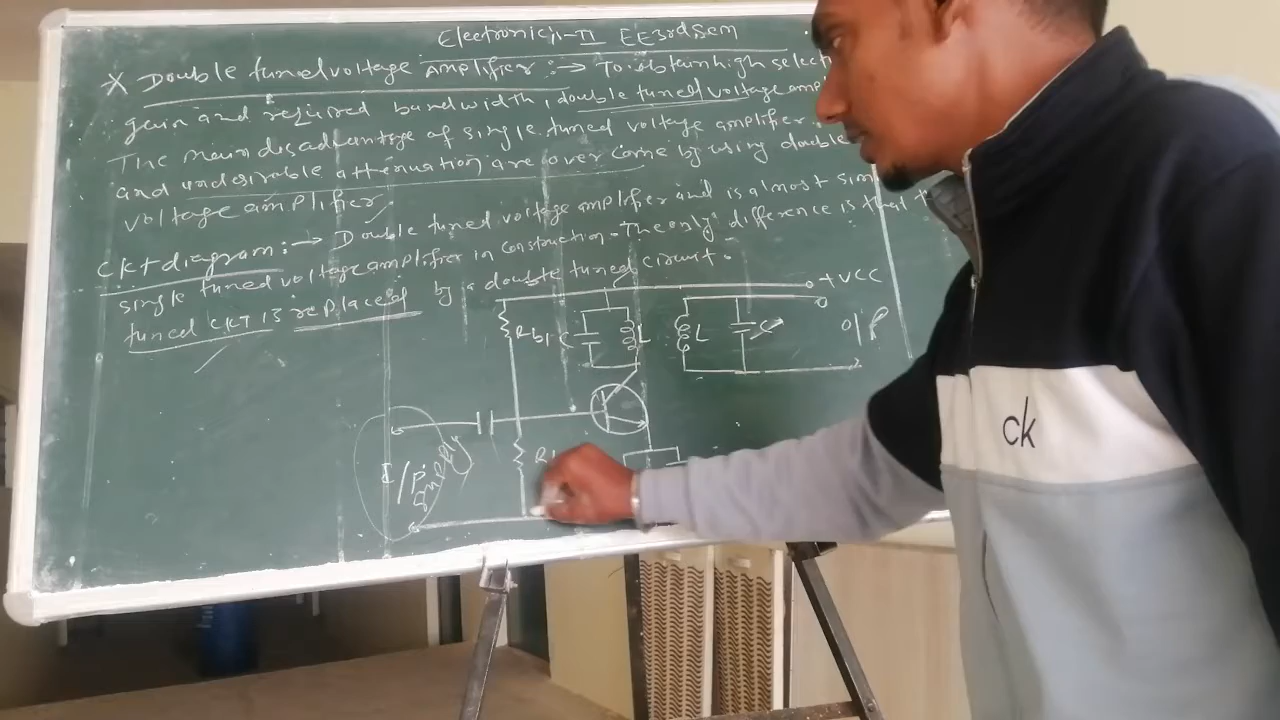 Electronics-II EE 3rd Sem
* Double tuned voltage amplifier :→ To obtain high select
gain and required bandwidth, double tuned voltage amp
The main disadvantage of single tuned voltage amplifier.
and undesirable attenuation are over come by using double
voltage amplifier.
Ckt diagram :→ Double tuned voltage amplifier and is almost sim
single tuned voltage amplifier in construction. The only difference is that t
tuned CKT is replaced by a double tuned circuit.
+VCC
Rb1 C L L C O/P
I/P
ck